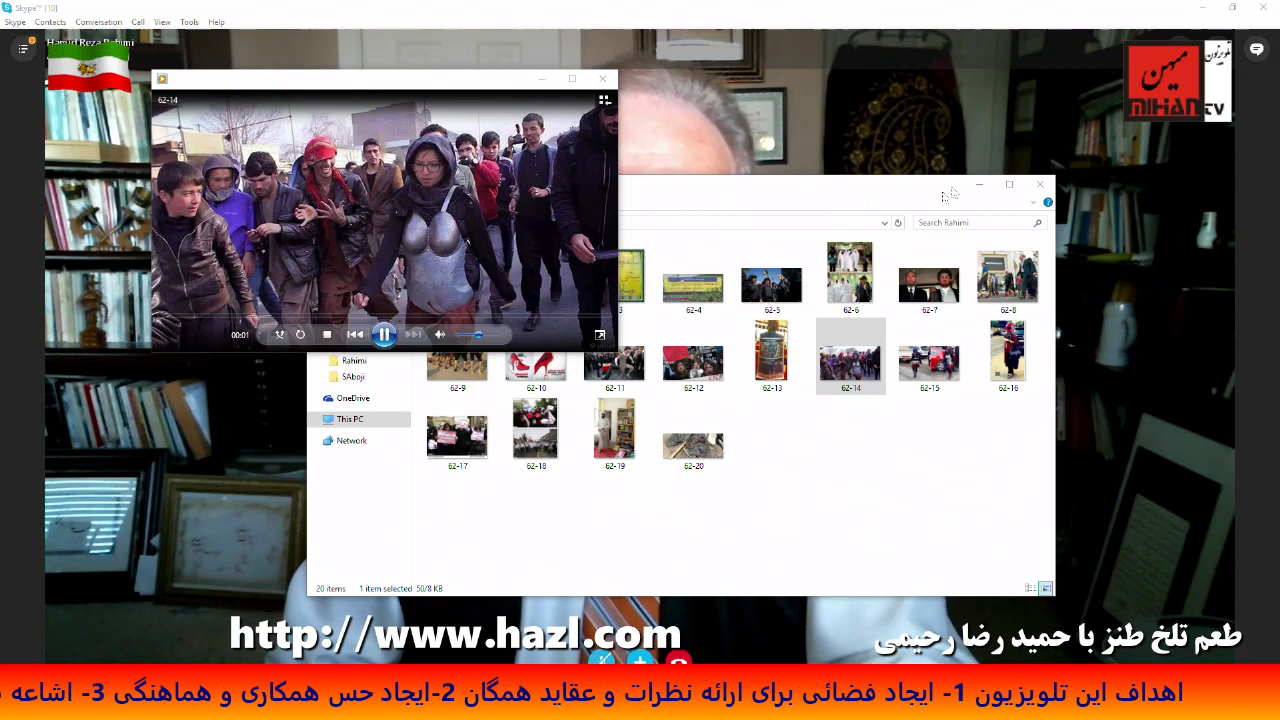 Skype™ [10]
Skype Contacts Conversation Call View Tools Help
Hamid Reza Rahimi
میهن
تلویزیون
MIHAN
TV
62-14
00:01
Search Rahimi
3 62-4 62-5 62-6 62-7 62-8
Rahimi
SAboji
OneDrive
This PC
Network
62-9 62-10 62-11 62-12 62-13 62-14 62-15 62-16
62-17 62-18 62-19 62-20
20 items 1 item selected 50/8 KB
http://www.hazl.com
طعم تلخ طنز با حمید رضا رحیمی
اهداف این تلویزیون 1- ایجاد فضائی برای ارائه نظرات و عقاید همگان 2-ایجاد حس همکاری و هماهنگی 3- اشاعه